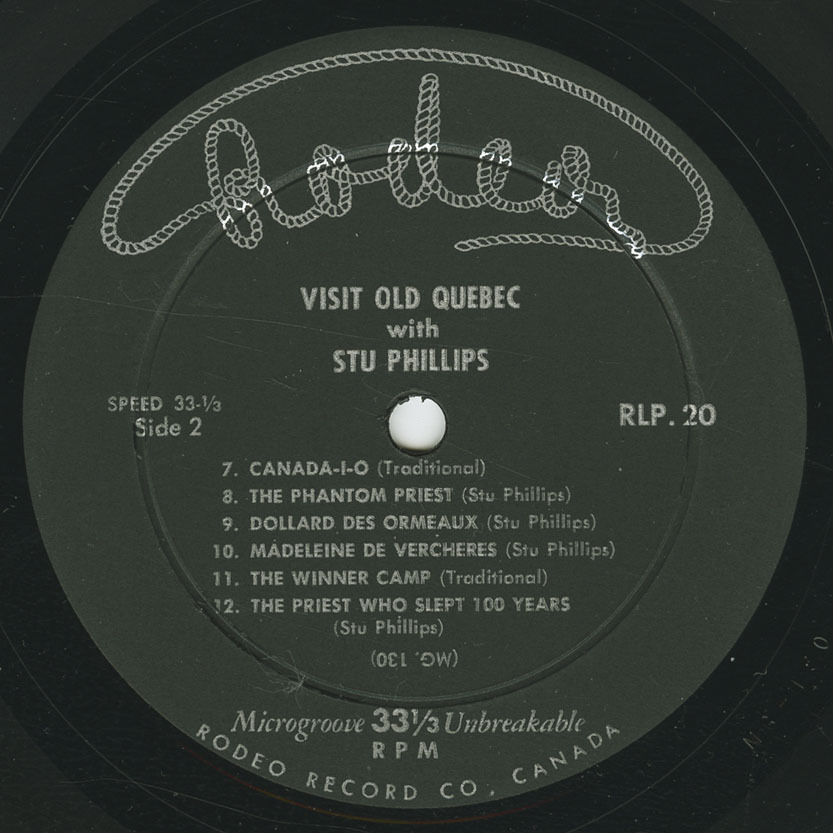 Rodeo
VISIT OLD QUEBEC
with
STU PHILLIPS
SPEED 33-⅓
Side 2
RLP. 20
7. CANADA-I-O (Traditional)
8. THE PHANTOM PRIEST (Stu Phillips)
9. DOLLARD DES ORMEAUX (Stu Phillips)
10. MADELEINE DE VERCHERES (Stu Phillips)
11. THE WINNER CAMP (Traditional)
12. THE PRIEST WHO SLEPT 100 YEARS
(Stu Phillips)
(MG. 130)
Microgroove 33⅓ Unbreakable
RPM
RODEO RECORD CO., CANADA